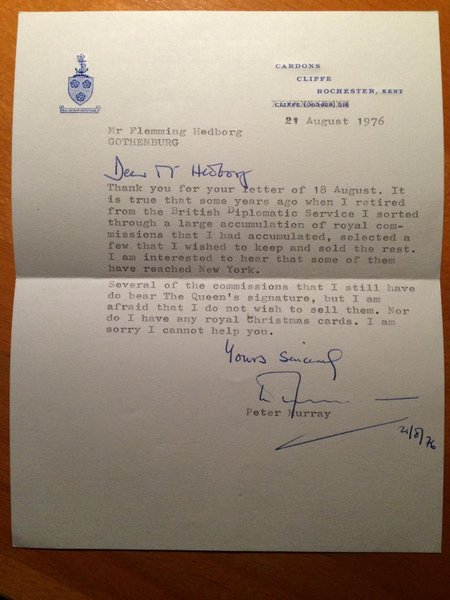 CARDONS
CLIFFE
ROCHESTER, KENT
21 August 1976
Mr Flemming Hedborg
GOTHENBURG
Dear Mr Hedborg
Thank you for your letter of 18 August. It
is true that some years ago when I retired
from the British Diplomatic Service I sorted
through a large accumulation of royal com-
missions that I had accumulated, selected a
few that I wished to keep and sold the rest.
I am interested to hear that some of them
have reached New York.
Several of the commissions that I still have
do bear The Queen's signature, but I am
afraid that I do not wish to sell them. Nor
do I have any royal Christmas cards. I am
sorry I cannot help you.
Yours sincerely
Peter Murray
21/8/76